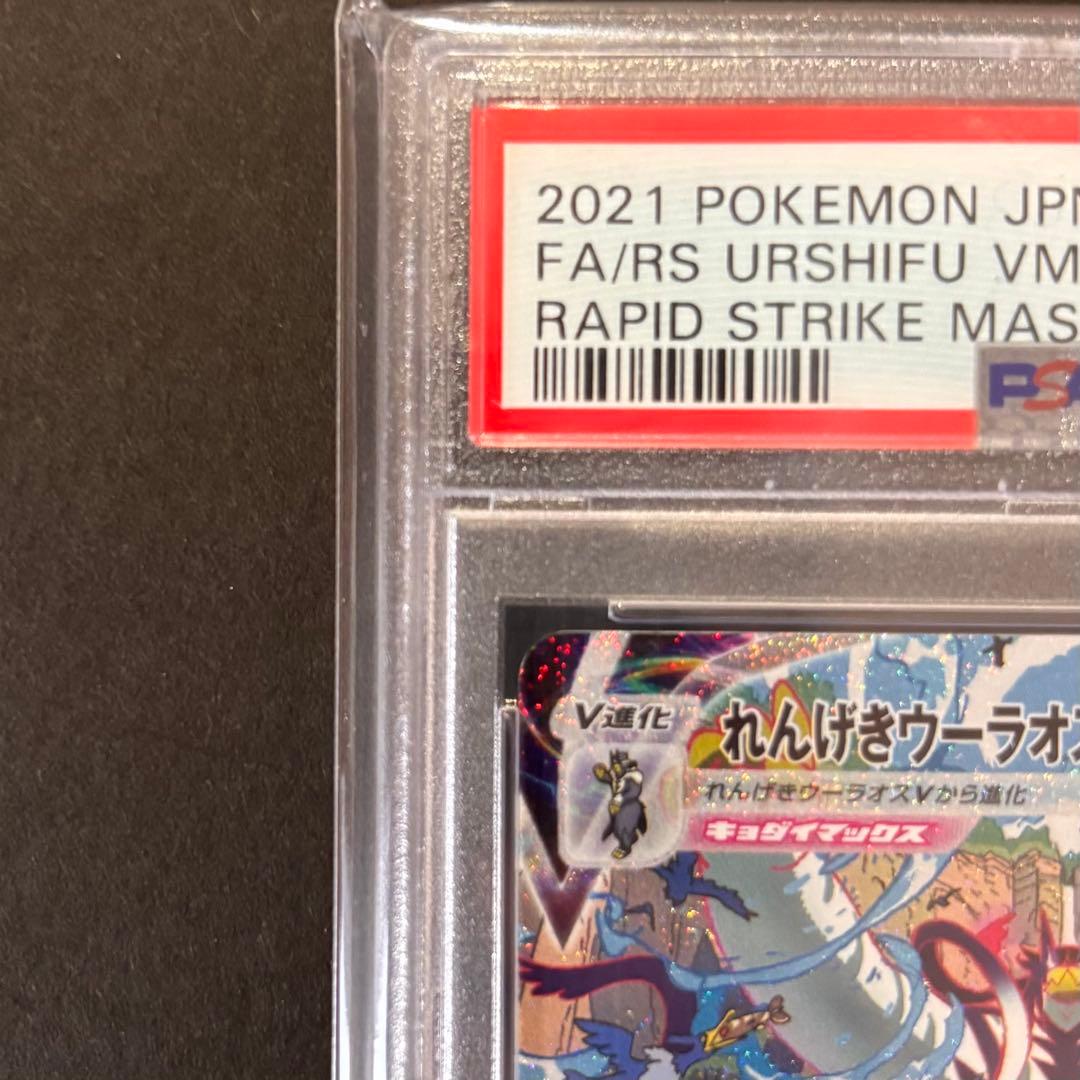 2021 POKEMON JPN
FA/RS URSHIFU VM
RAPID STRIKE MAS
PSA
V進化
れんげきウーラオス
れんげきウーラオスVから進化
キョダイマックス